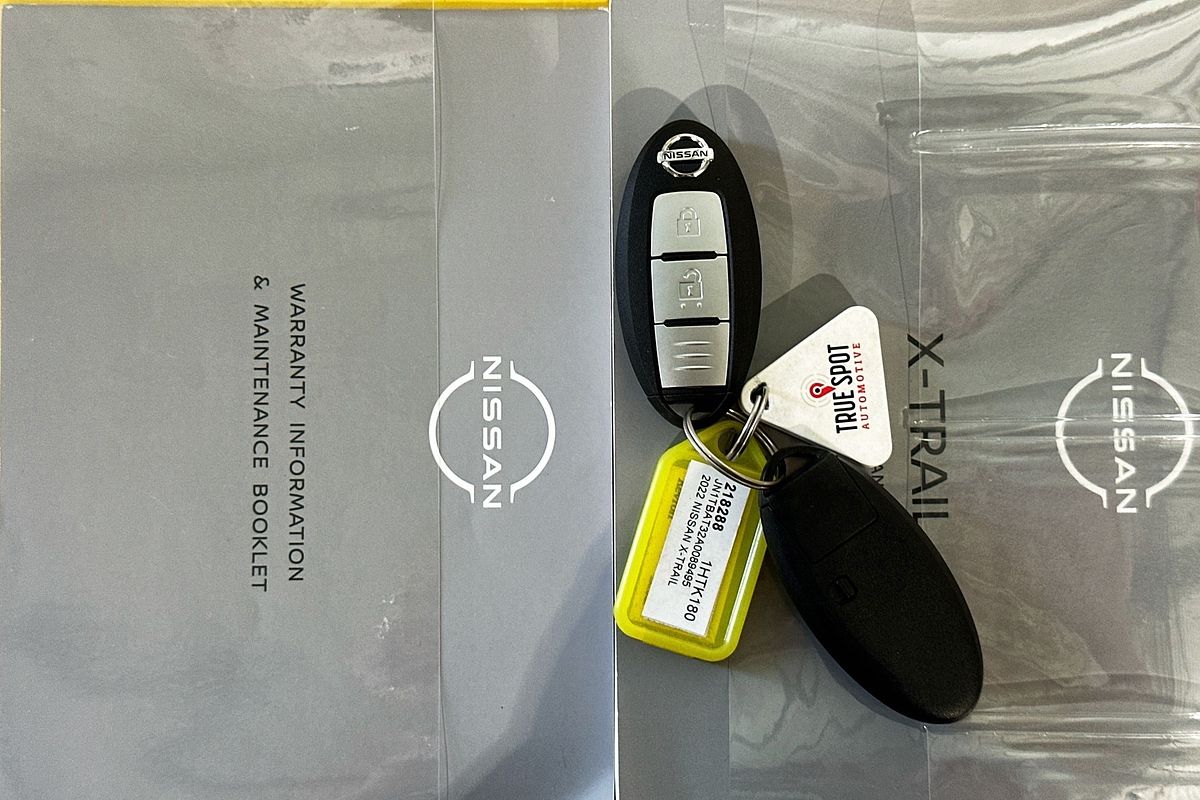 WARRANTY INFORMATION
& MAINTENANCE BOOKLET
NISSAN
NISSAN
TRUE SPOT
AUTOMOTIVE
218288
1HTK180
JN1TBAT32A0089495
2022 NISSAN X-TRAIL
X-TRAIL
NISSAN